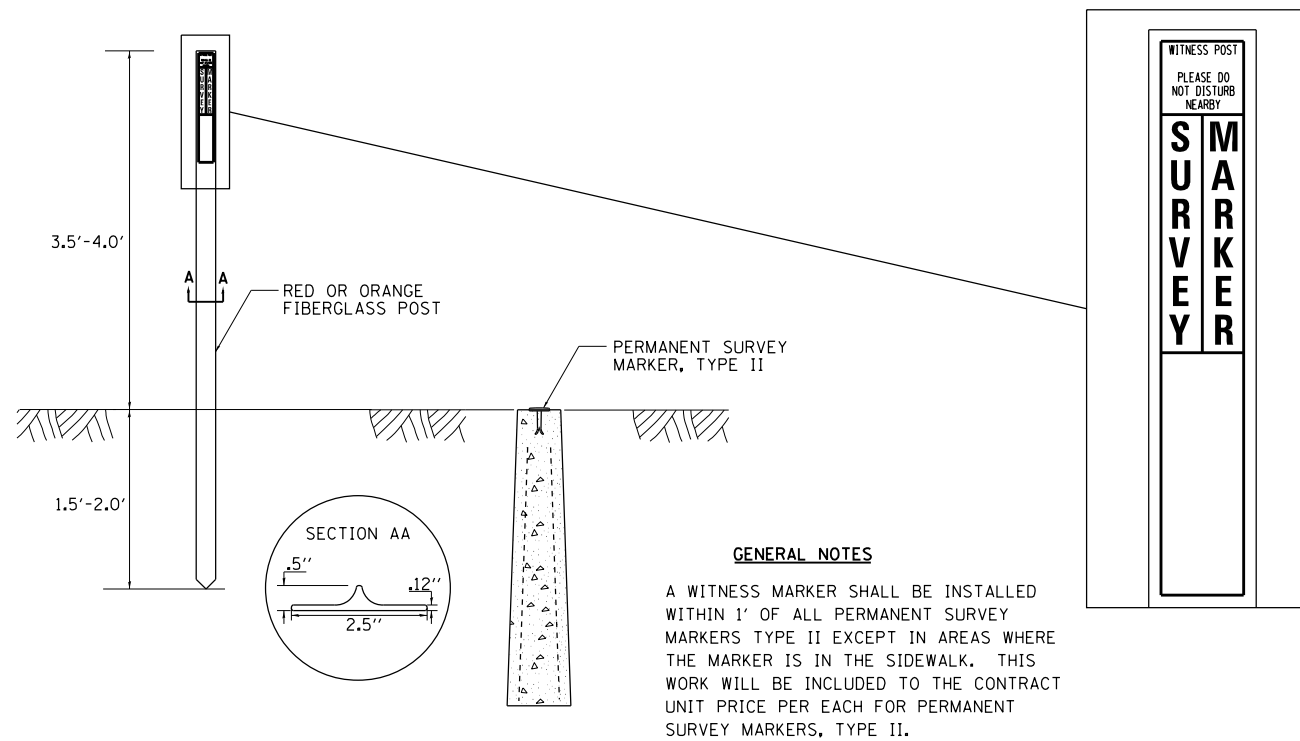 WITNESS POST
PLEASE DO
NOT DISTURB
NEARBY
SURVEY
MARKER
3.5'-4.0'
A A
RED OR ORANGE
FIBERGLASS POST
PERMANENT SURVEY
MARKER, TYPE II
1.5'-2.0'
SECTION AA
.5''
.12''
2.5''
GENERAL NOTES
A WITNESS MARKER SHALL BE INSTALLED
WITHIN 1' OF ALL PERMANENT SURVEY
MARKERS TYPE II EXCEPT IN AREAS WHERE
THE MARKER IS IN THE SIDEWALK. THIS
WORK WILL BE INCLUDED TO THE CONTRACT
UNIT PRICE PER EACH FOR PERMANENT
SURVEY MARKERS, TYPE II.